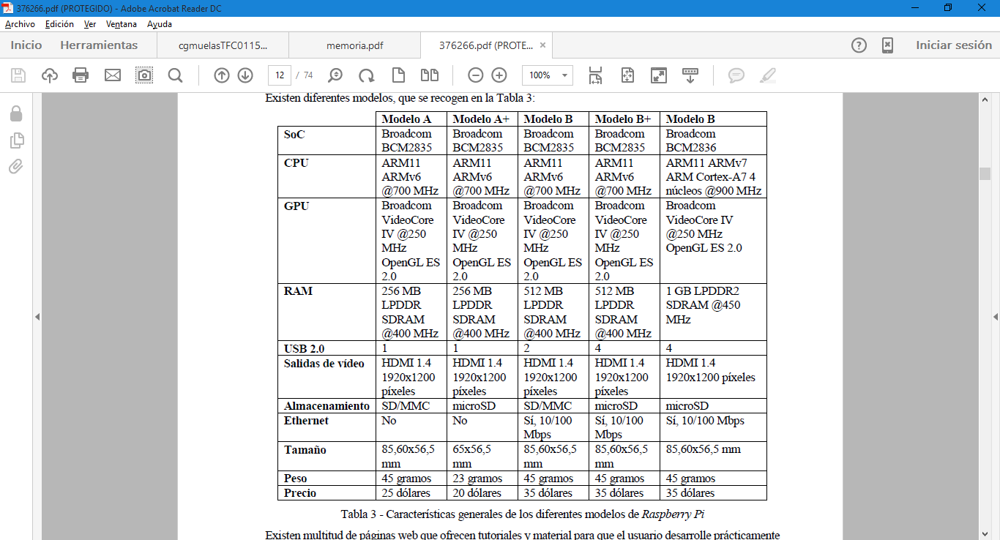 376266.pdf (PROTEGIDO) - Adobe Acrobat Reader DC
Archivo Edición Ver Ventana Ayuda
Inicio Herramientas cgmuelasTFC0115... memoria.pdf 376266.pdf (PROTE... × Iniciar sesión
12 / 74 100%
Existen diferentes modelos, que se recogen en la Tabla 3:
Modelo A Modelo A+ Modelo B Modelo B+ Modelo B
SoC Broadcom Broadcom Broadcom Broadcom Broadcom
BCM2835 BCM2835 BCM2835 BCM2835 BCM2836
CPU ARM11 ARM11 ARM11 ARM11 ARM11 ARMv7
ARMv6 ARMv6 ARMv6 ARMv6 ARM Cortex-A7 4
@700 MHz @700 MHz @700 MHz @700 MHz núcleos @900 MHz
GPU Broadcom Broadcom Broadcom Broadcom Broadcom
VideoCore VideoCore VideoCore VideoCore VideoCore IV
IV @250 IV @250 IV @250 IV @250 @250 MHz
MHz MHz MHz MHz OpenGL ES 2.0
OpenGL ES OpenGL ES OpenGL ES OpenGL ES
2.0 2.0 2.0 2.0
RAM 256 MB 256 MB 512 MB 512 MB 1 GB LPDDR2
LPDDR LPDDR LPDDR LPDDR SDRAM @450
SDRAM SDRAM SDRAM SDRAM MHz
@400 MHz @400 MHz @400 MHz @400 MHz
USB 2.0 1 1 2 4 4
Salidas de vídeo HDMI 1.4 HDMI 1.4 HDMI 1.4 HDMI 1.4 HDMI 1.4
1920x1200 1920x1200 1920x1200 1920x1200 1920x1200 píxeles
píxeles píxeles píxeles píxeles
Almacenamiento SD/MMC microSD SD/MMC microSD microSD
Ethernet No No Sí, 10/100 Sí, 10/100 Sí, 10/100 Mbps
Mbps Mbps
Tamaño 85,60x56,5 65x56,5 85,60x56,5 85,60x56,5 85,60x56,5 mm
mm mm mm mm
Peso 45 gramos 23 gramos 45 gramos 45 gramos 45 gramos
Precio 25 dólares 20 dólares 35 dólares 35 dólares 35 dólares
Tabla 3 - Características generales de los diferentes modelos de Raspberry Pi
Existen multitud de páginas web que ofrecen tutoriales y material para que el usuario desarrolle prácticamente